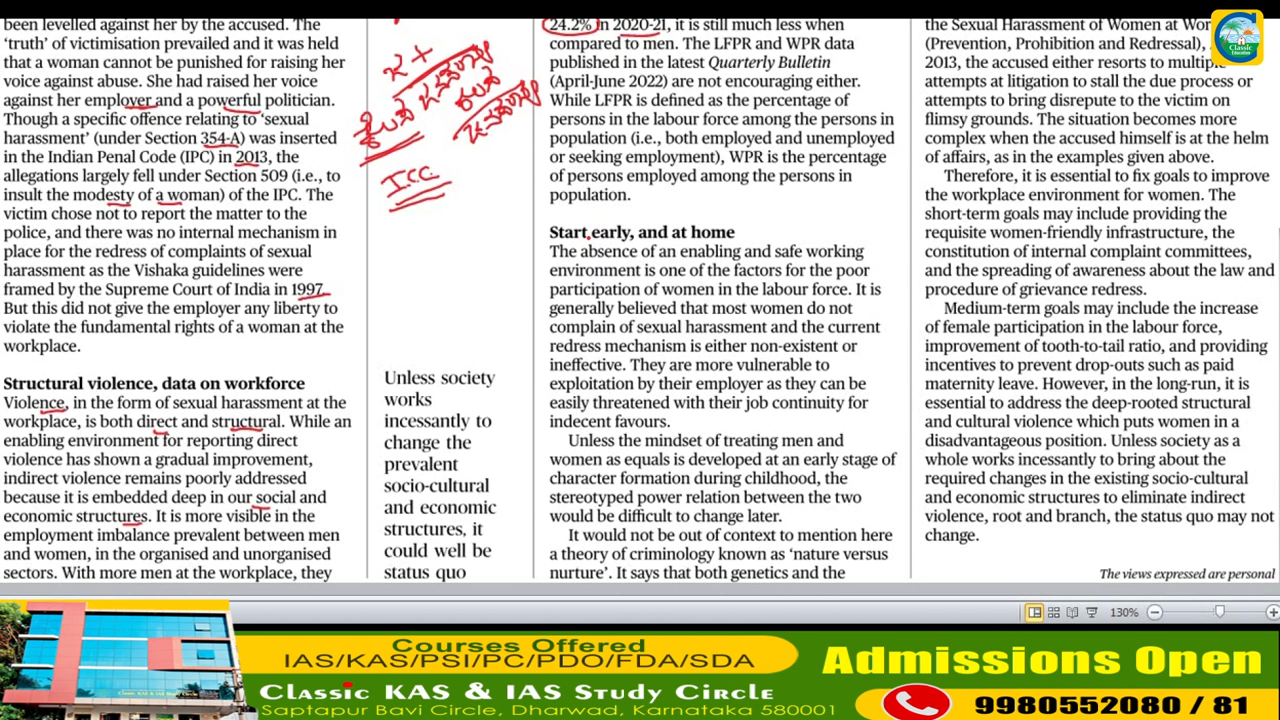 been levelled against her by the accused. The
'truth' of victimisation prevailed and it was held
that a woman cannot be punished for raising her
voice against abuse. She had raised her voice
against her employer and a powerful politician.
Though a specific offence relating to 'sexual
harassment' (under Section 354-A) was inserted
in the Indian Penal Code (IPC) in 2013, the
allegations largely fell under Section 509 (i.e., to
insult the modesty of a woman) of the IPC. The
victim chose not to report the matter to the
police, and there was no internal mechanism in
place for the redress of complaints of sexual
harassment as the Vishaka guidelines were
framed by the Supreme Court of India in 1997.
But this did not give the employer any liberty to
violate the fundamental rights of a woman at the
workplace.
Structural violence, data on workforce
Violence, in the form of sexual harassment at the
workplace, is both direct and structural. While an
enabling environment for reporting direct
violence has shown a gradual improvement,
indirect violence remains poorly addressed
because it is embedded deep in our social and
economic structures. It is more visible in the
employment imbalance prevalent between men
and women, in the organised and unorganised
sectors. With more men at the workplace, they
I.C.C.
Unless society
works
incessantly to
change the
prevalent
socio-cultural
and economic
structures, it
could well be
status quo
24.2% in 2020-21, it is still much less when
compared to men. The LFPR and WPR data
published in the latest Quarterly Bulletin
(April-June 2022) are not encouraging either.
While LFPR is defined as the percentage of
persons in the labour force among the persons in
population (i.e., both employed and unemployed
or seeking employment), WPR is the percentage
of persons employed among the persons in
population.
Start early, and at home
The absence of an enabling and safe working
environment is one of the factors for the poor
participation of women in the labour force. It is
generally believed that most women do not
complain of sexual harassment and the current
redress mechanism is either non-existent or
ineffective. They are more vulnerable to
exploitation by their employer as they can be
easily threatened with their job continuity for
indecent favours.
Unless the mindset of treating men and
women as equals is developed at an early stage of
character formation during childhood, the
stereotyped power relation between the two
would be difficult to change later.
It would not be out of context to mention here
a theory of criminology known as 'nature versus
nurture'. It says that both genetics and the
the Sexual Harassment of Women at
(Prevention, Prohibition and Redressal),
2013, the accused either resorts to multiple
attempts at litigation to stall the due process or
attempts to bring disrepute to the victim on
flimsy grounds. The situation becomes more
complex when the accused himself is at the helm
of affairs, as in the examples given above.
Therefore, it is essential to fix goals to improve
the workplace environment for women. The
short-term goals may include providing the
requisite women-friendly infrastructure, the
constitution of internal complaint committees,
and the spreading of awareness about the law and
procedure of grievance redress.
Medium-term goals may include the increase
of female participation in the labour force,
improvement of tooth-to-tail ratio, and providing
incentives to prevent drop-outs such as paid
maternity leave. However, in the long-run, it is
essential to address the deep-rooted structural
and cultural violence which puts women in a
disadvantageous position. Unless society as a
whole works incessantly to bring about the
required changes in the existing socio-cultural
and economic structures to eliminate indirect
violence, root and branch, the status quo may not
change.
The views expressed are personal
Classic
Education
130%
Courses Offered
IAS/KAS/PSI/PC/PDO/FDA/SDA
Classic KAS & IAS Study Circle
Saptapur Bavi Circle, Dharwad, Karnataka 580001
Admissions Open
9980552080 / 81